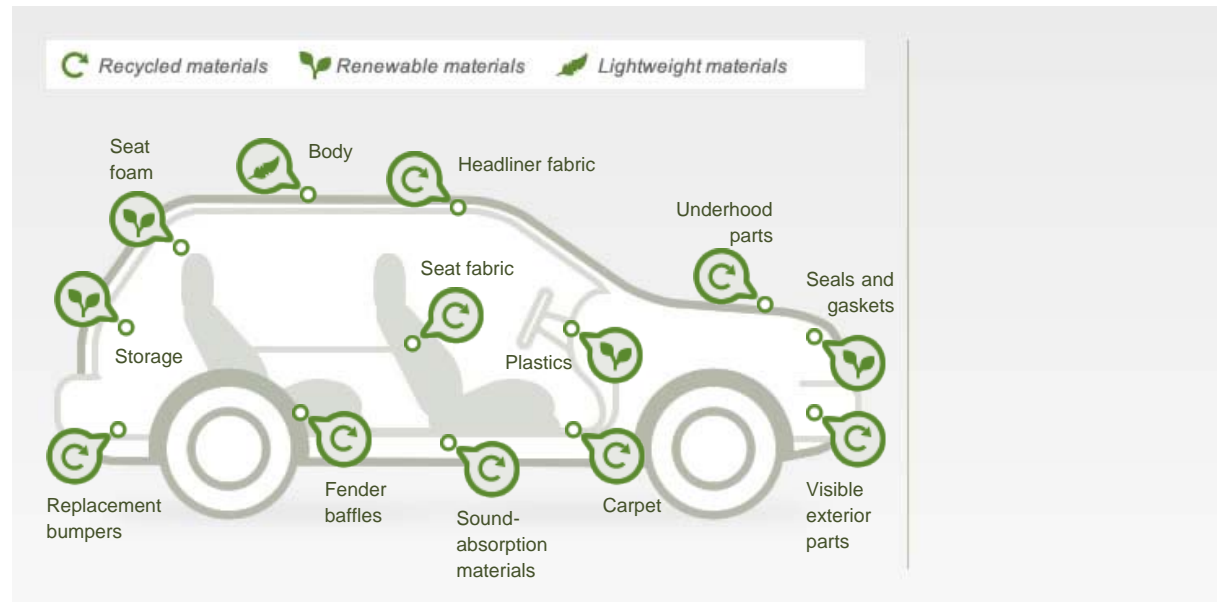 Recycled materials
Renewable materials
Lightweight materials
Seat
foam
Body
Headliner fabric
Underhood
parts
Seat fabric
Seals and
gaskets
Storage
Plastics
Replacement
bumpers
Fender
baffles
Sound-
absorption
materials
Carpet
Visible
exterior
parts